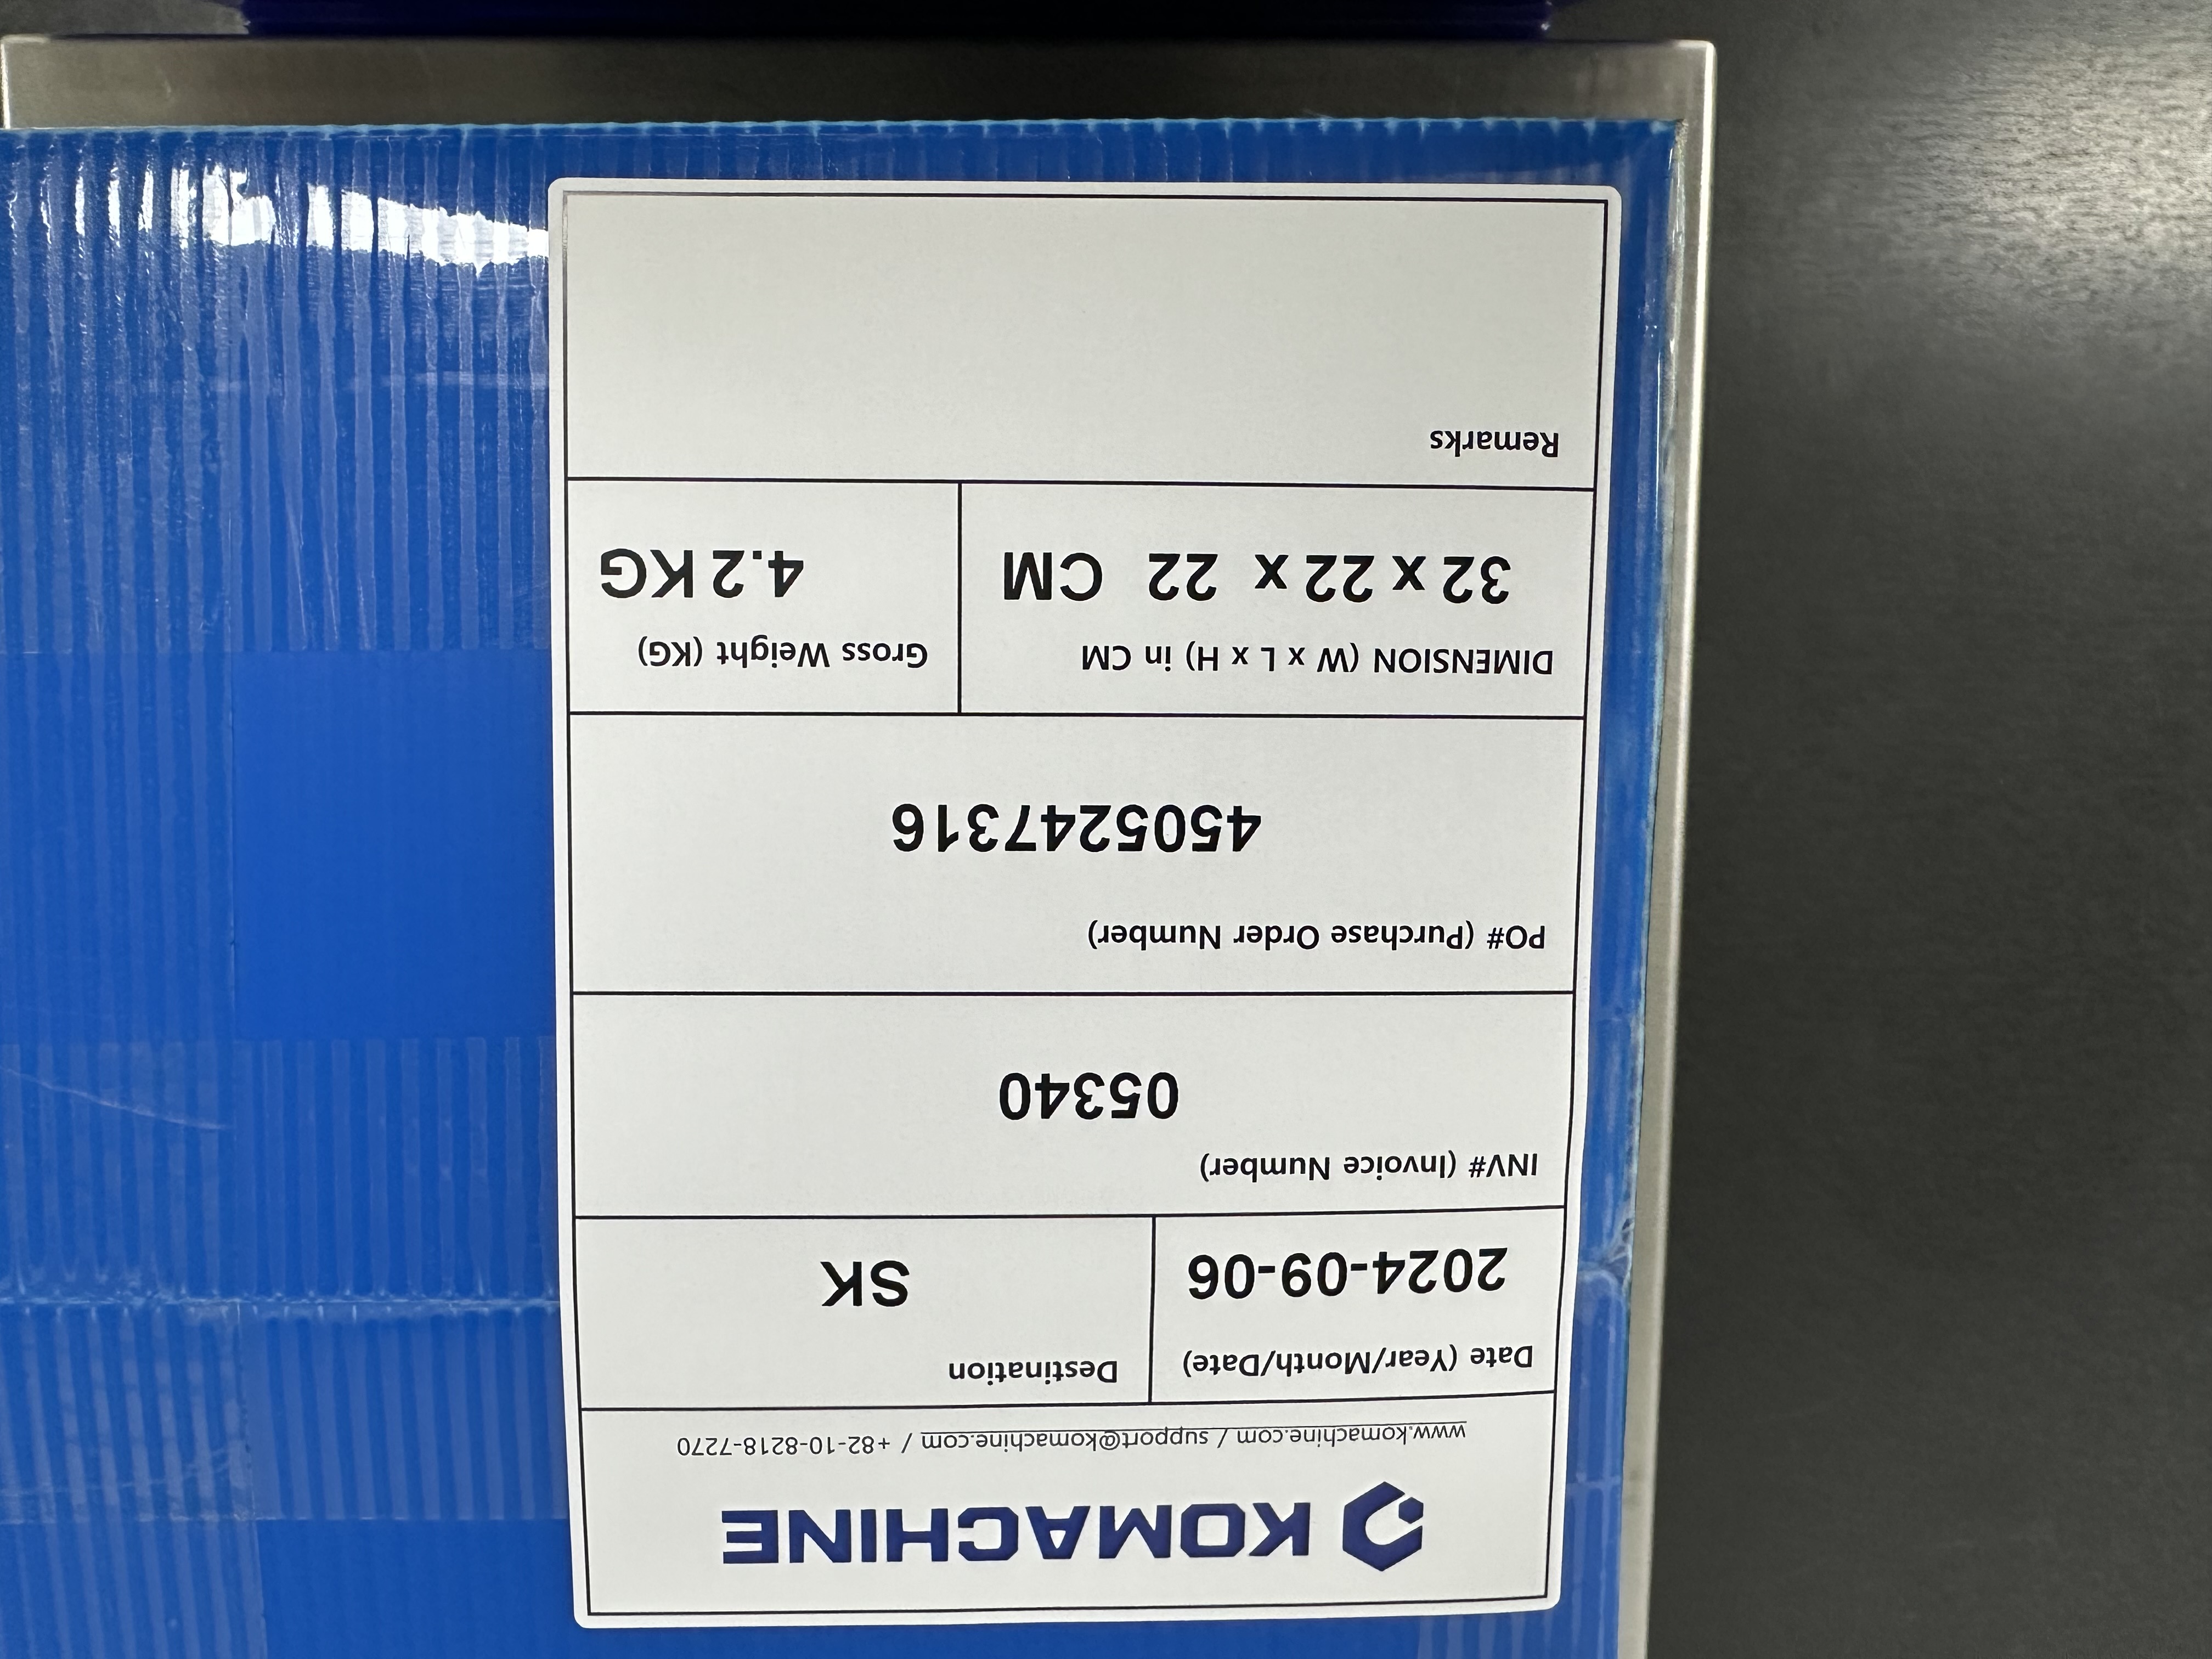 KOMACHINE
www.komachine.com / support@komachine.com / +82-10-8218-7270
Date (Year/Month/Date)
2024-09-06
Destination
SK
INV# (Invoice Number)
05340
PO# (Purchase Order Number)
4505247316
DIMENSION (W x L x H) in CM
32 x 22 x 22 CM
Gross Weight (KG)
4.2 KG
Remarks